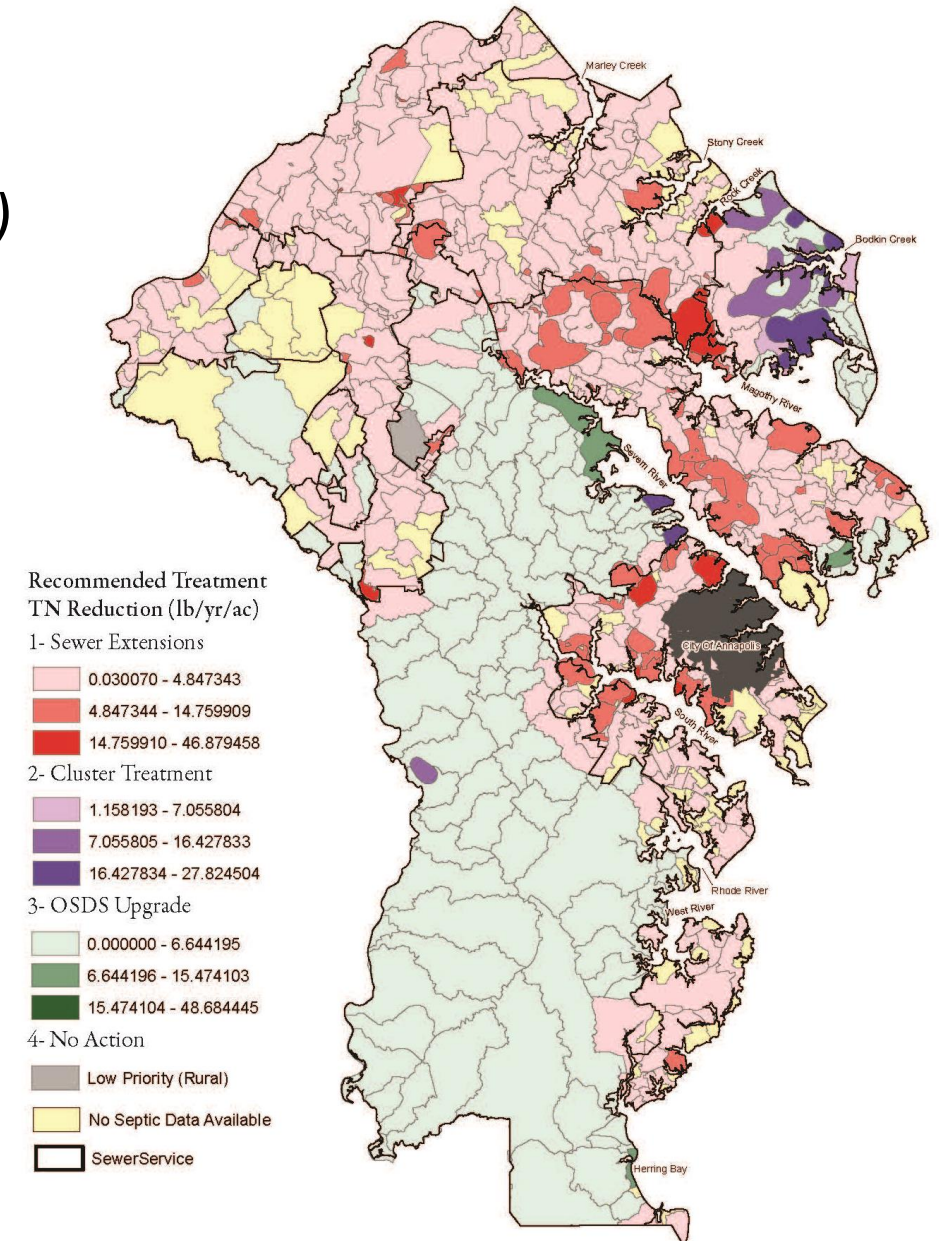 Marley Creek
Stony Creek
)
Rock Creek
Bodkin Creek
Magothy River
Severn River
Recommended Treatment
TN Reduction (lb/yr/ac)
1- Sewer Extensions
0.030070 - 4.847343
4.847344 - 14.759909
14.759910 - 46.879458
2- Cluster Treatment
1.158193 - 7.055804
7.055805 - 16.427833
16.427834 - 27.824504
3- OSDS Upgrade
0.000000 - 6.644195
6.644196 - 15.474103
15.474104 - 48.684445
4- No Action
Low Priority (Rural)
No Septic Data Available
SewerService
City Of Annapolis
South River
Rhode River
West River
Herring Bay